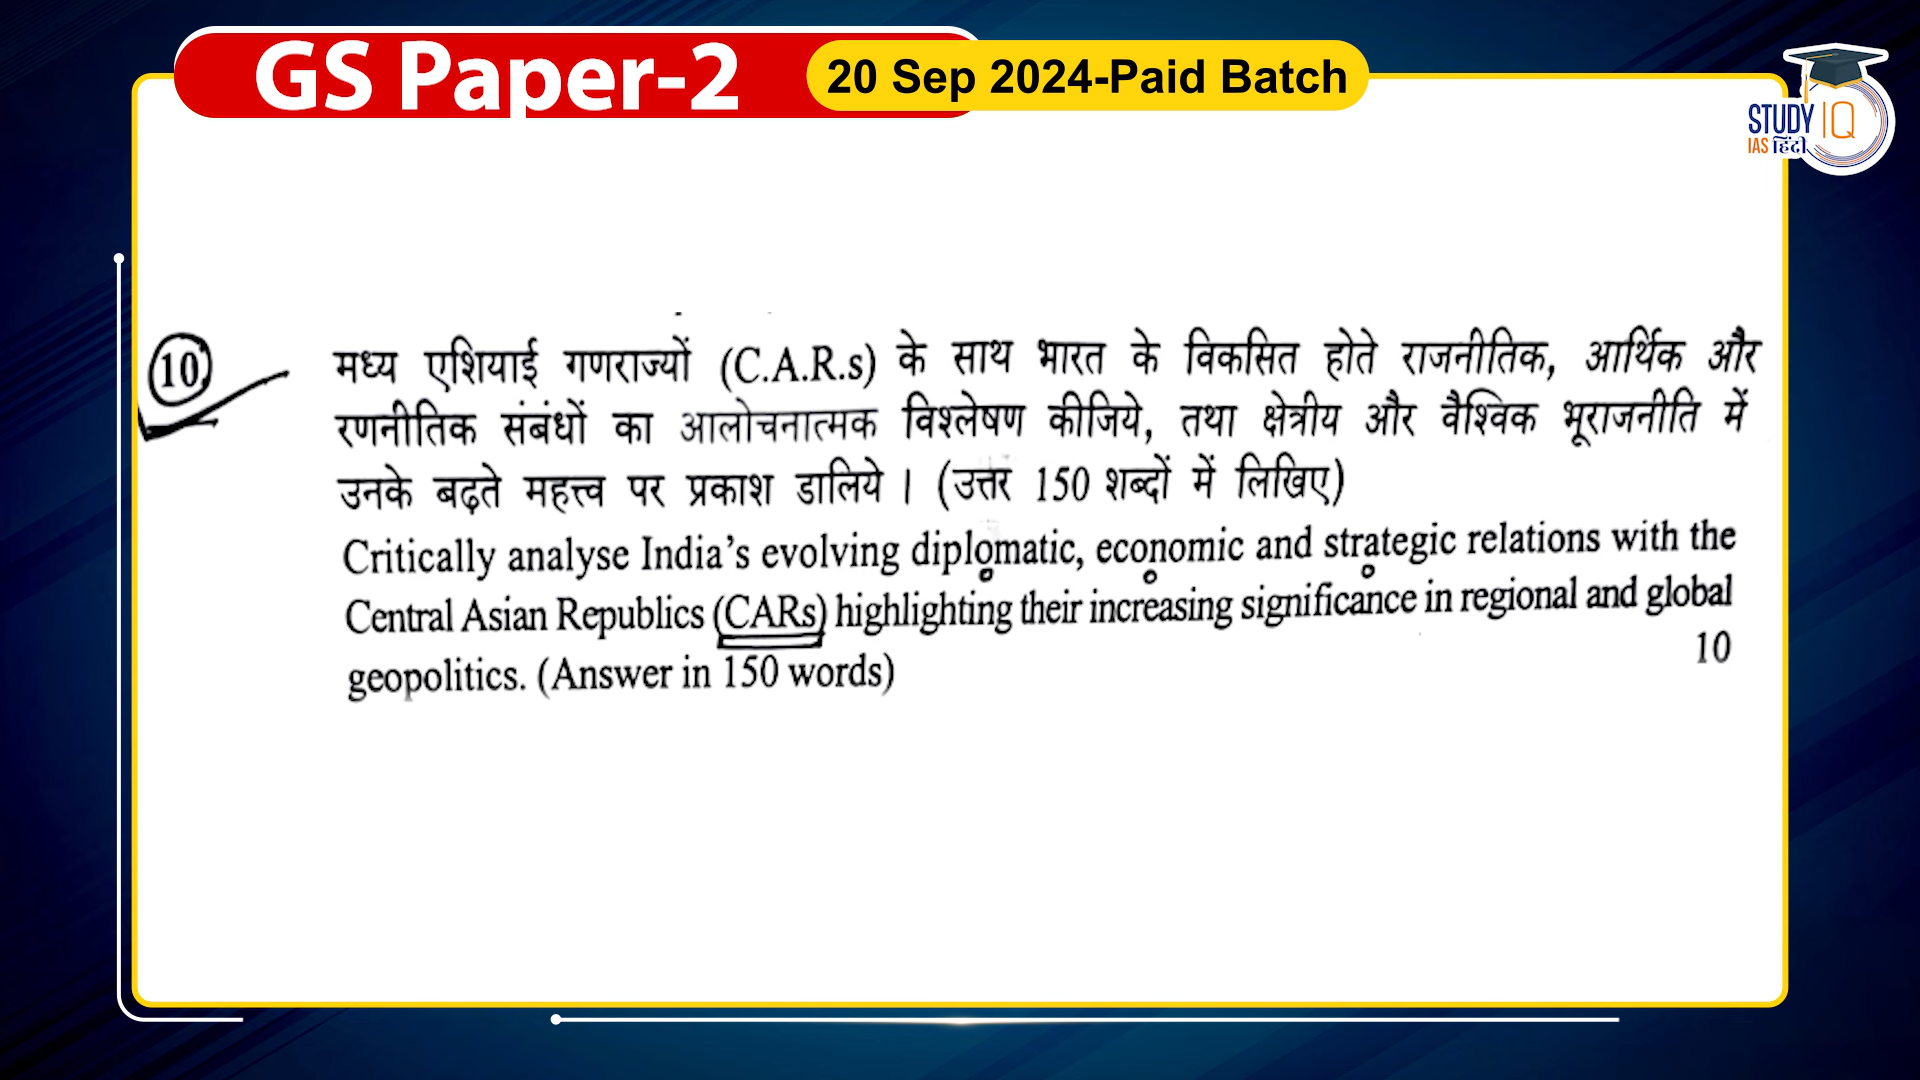 GS Paper-2
20 Sep 2024-Paid Batch
STUDY IQ
IAS हिंदी
10 मध्य एशियाई गणराज्यों (C.A.R.s) के साथ भारत के विकसित होते राजनीतिक, आर्थिक और
रणनीतिक संबंधों का आलोचनात्मक विश्लेषण कीजिये, तथा क्षेत्रीय और वैश्विक भूराजनीति में
उनके बढ़ते महत्त्व पर प्रकाश डालिये । (उत्तर 150 शब्दों में लिखिए)
Critically analyse India's evolving diplomatic, economic and strategic relations with the
Central Asian Republics (CARs) highlighting their increasing significance in regional and global
geopolitics. (Answer in 150 words)
10